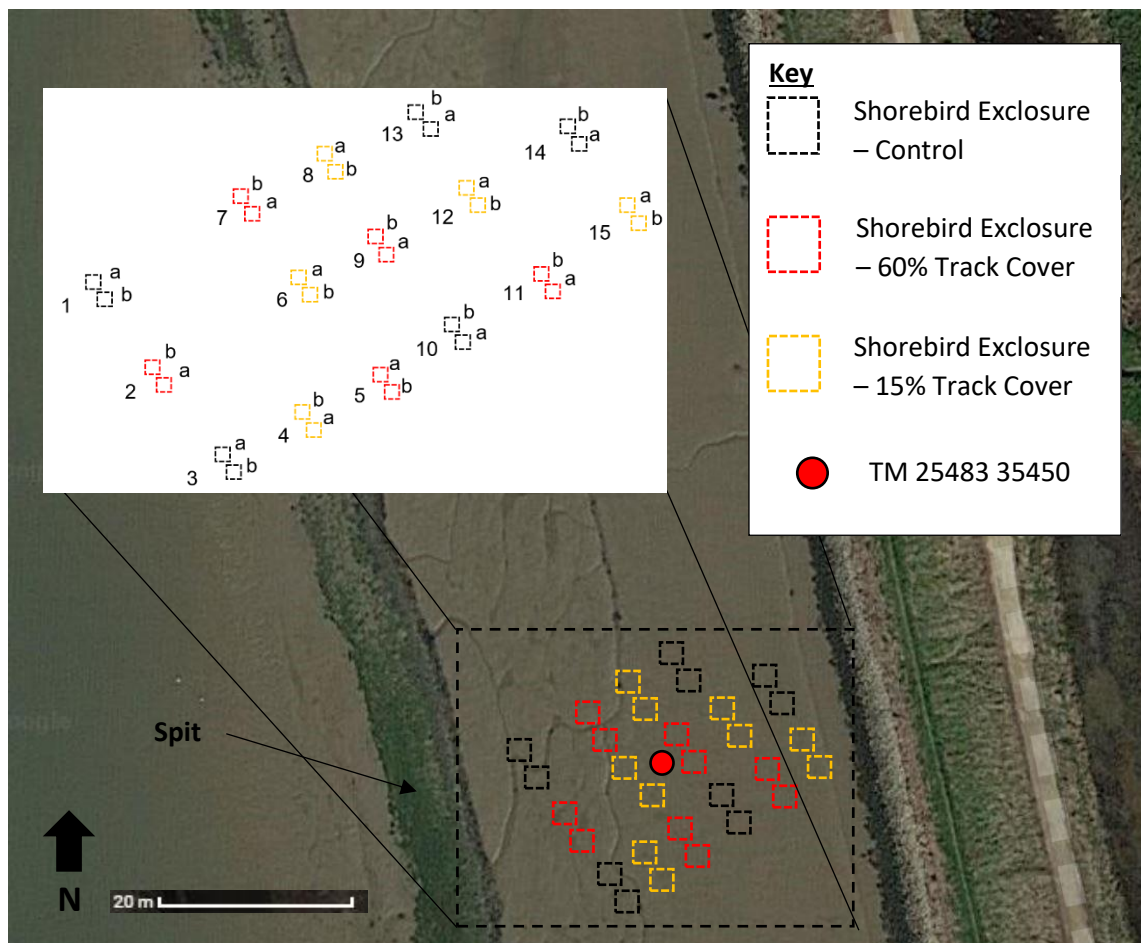 Key
Shorebird Exclosure
– Control
Shorebird Exclosure
– 60% Track Cover
Shorebird Exclosure
– 15% Track Cover
TM 25483 35450
b
a
13
b
a
14
a
b
8
a
b
12
a
b
15
b
a
7
b
a
9
b
a
11
a
b
1
a
b
6
b
a
10
b
a
2
a
b
5
b
a
4
a
b
3
Spit
N
20 m